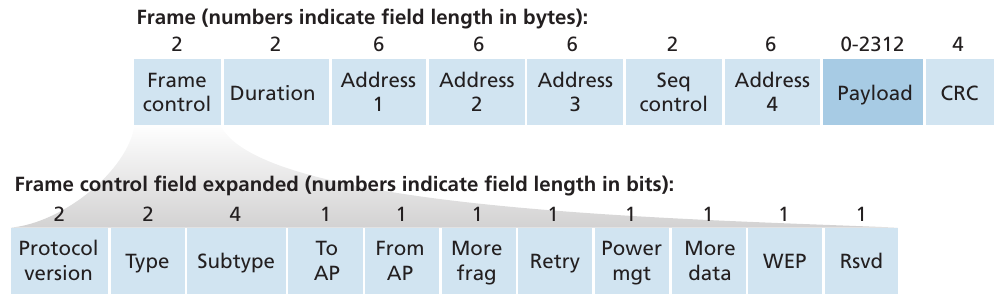 Frame (numbers indicate field length in bytes):
2 2 6 6 6 2 6 0-2312 4
Frame control Duration Address 1 Address 2 Address 3 Seq control Address 4 Payload CRC
Frame control field expanded (numbers indicate field length in bits):
2 2 4 1 1 1 1 1 1 1 1
Protocol version Type Subtype To AP From AP More frag Retry Power mgt More data WEP Rsvd